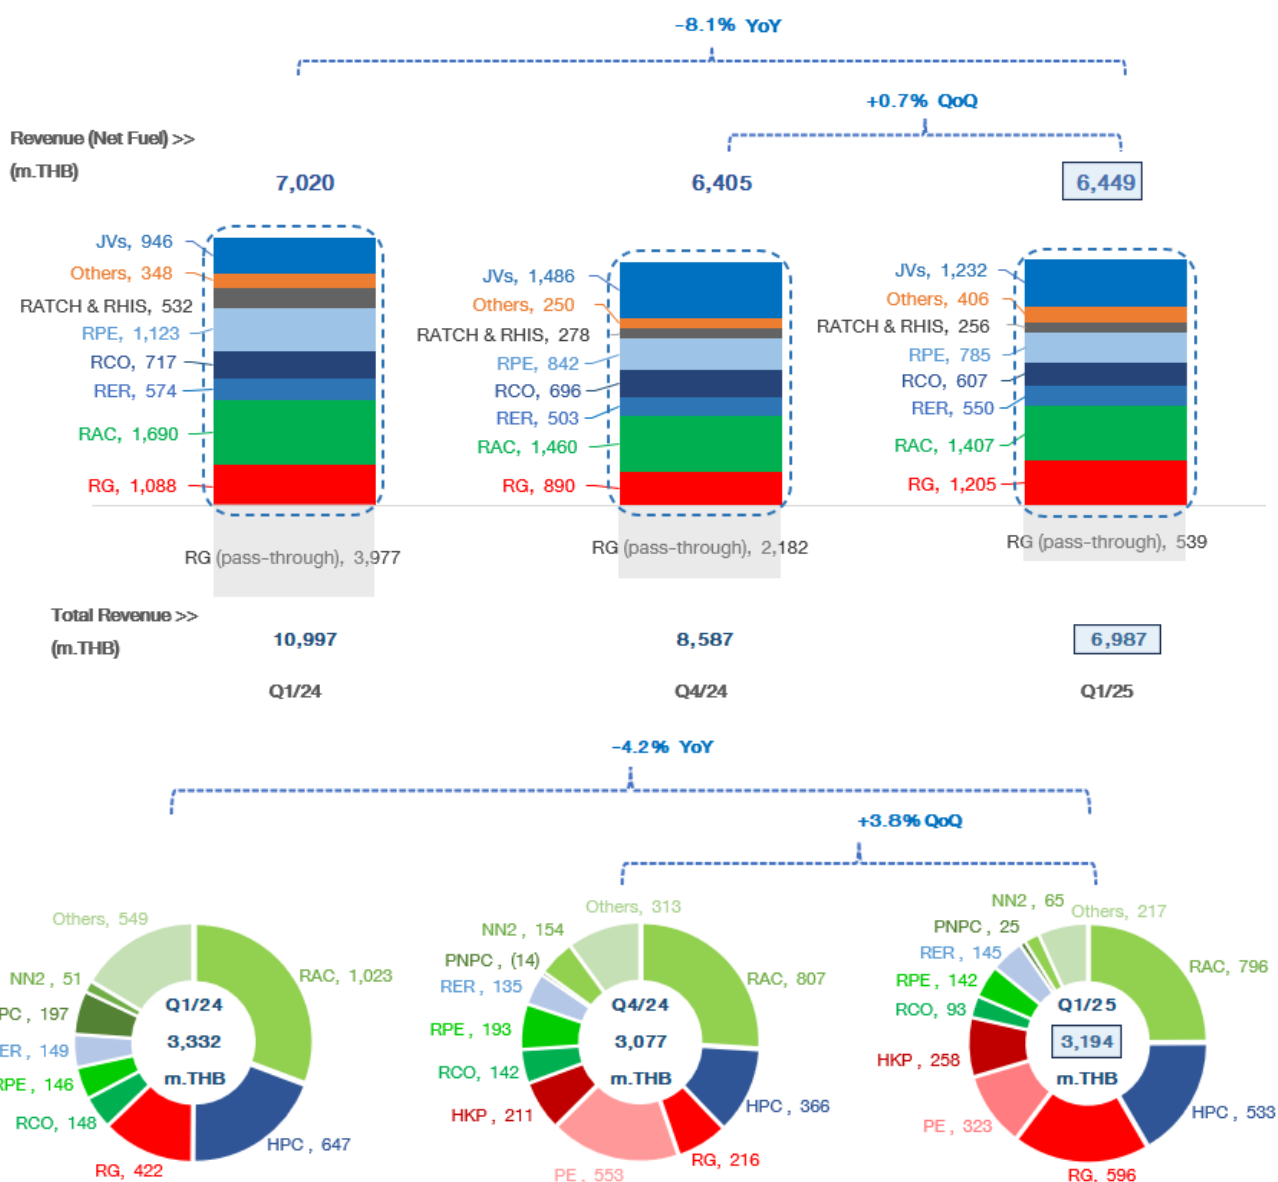 -8.1% YoY
+0.7% QoQ
Revenue (Net Fuel) >>
(m.THB)
7,020
6,405
6,449
JVs, 946
Others, 348
RATCH & RHIS, 532
RPE, 1,123
RCO, 717
RER, 574
RAC, 1,690
RG, 1,088
RG (pass-through), 3,977
JVs, 1,486
Others, 250
RATCH & RHIS, 278
RPE, 842
RCO, 696
RER, 503
RAC, 1,460
RG, 890
RG (pass-through), 2,182
JVs, 1,232
Others, 406
RATCH & RHIS, 256
RPE, 785
RCO, 607
RER, 550
RAC, 1,407
RG, 1,205
RG (pass-through), 539
Total Revenue >>
(m.THB)
10,997
8,587
6,987
Q1/24
Q4/24
Q1/25
-4.2% YoY
+3.8% QoQ
Others, 549
NN2, 51
PC, 197
ER, 149
RPE, 146
RCO, 148
RG, 422
HPC, 647
RAC, 1,023
Q1/24
3,332
m.THB
Others, 313
NN2, 154
PNPC, (14)
RER, 135
RPE, 193
RCO, 142
HKP, 211
PE, 553
RG, 216
HPC, 366
RAC, 807
Q4/24
3,077
m.THB
NN2, 65
Others, 217
PNPC, 25
RER, 145
RPE, 142
RCO, 93
HKP, 258
PE, 323
RG, 596
HPC, 533
RAC, 796
Q1/25
3,194
m.THB